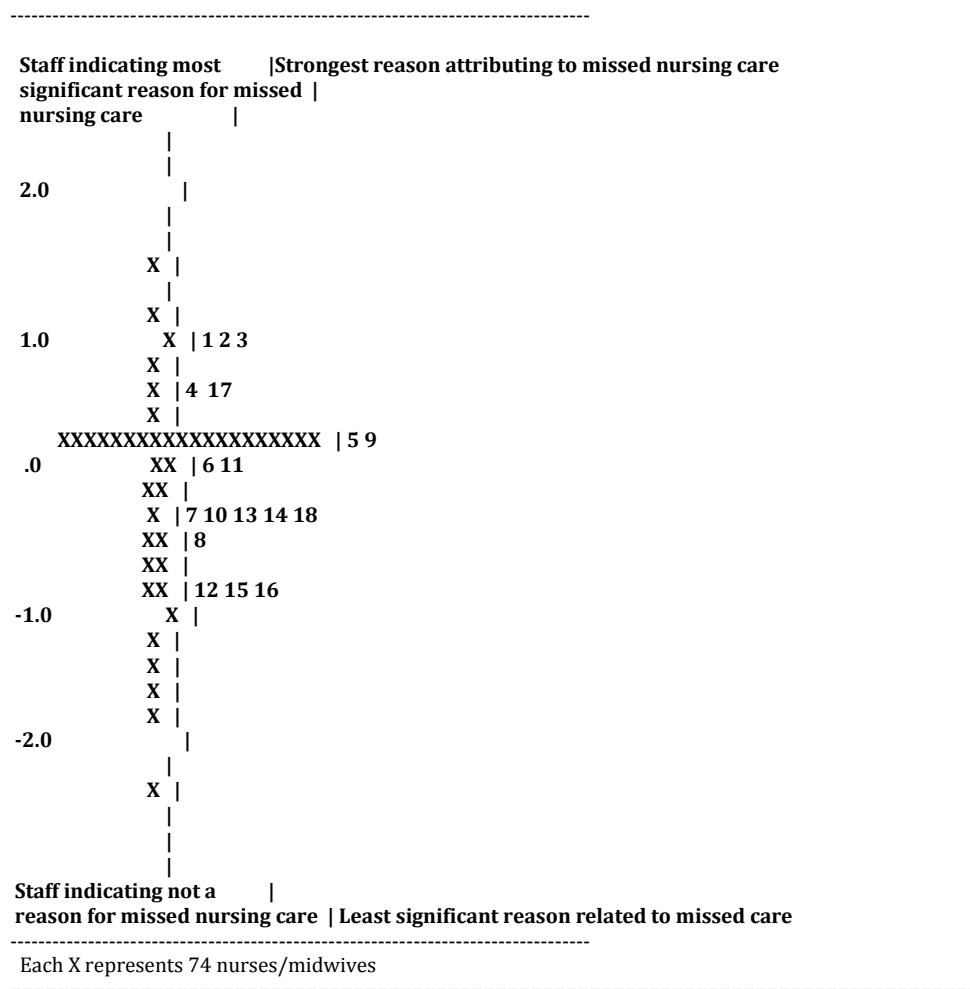 --------------------------------------------------------------------------------
Staff indicating most |Strongest reason attributing to missed nursing care
significant reason for missed |
nursing care |
|
|
2.0 |
|
|
X |
|
X |
1.0 X | 1 2 3
X |
X | 4 17
X |
XXXXXXXXXXXXXXXXXXXX | 5 9
.0 XX | 6 11
XX |
X | 7 10 13 14 18
XX | 8
XX |
XX | 12 15 16
-1.0 X |
X |
X |
X |
X |
-2.0 |
|
X |
|
|
|
Staff indicating not a |
reason for missed nursing care | Least significant reason related to missed care
--------------------------------------------------------------------------------
Each X represents 74 nurses/midwives